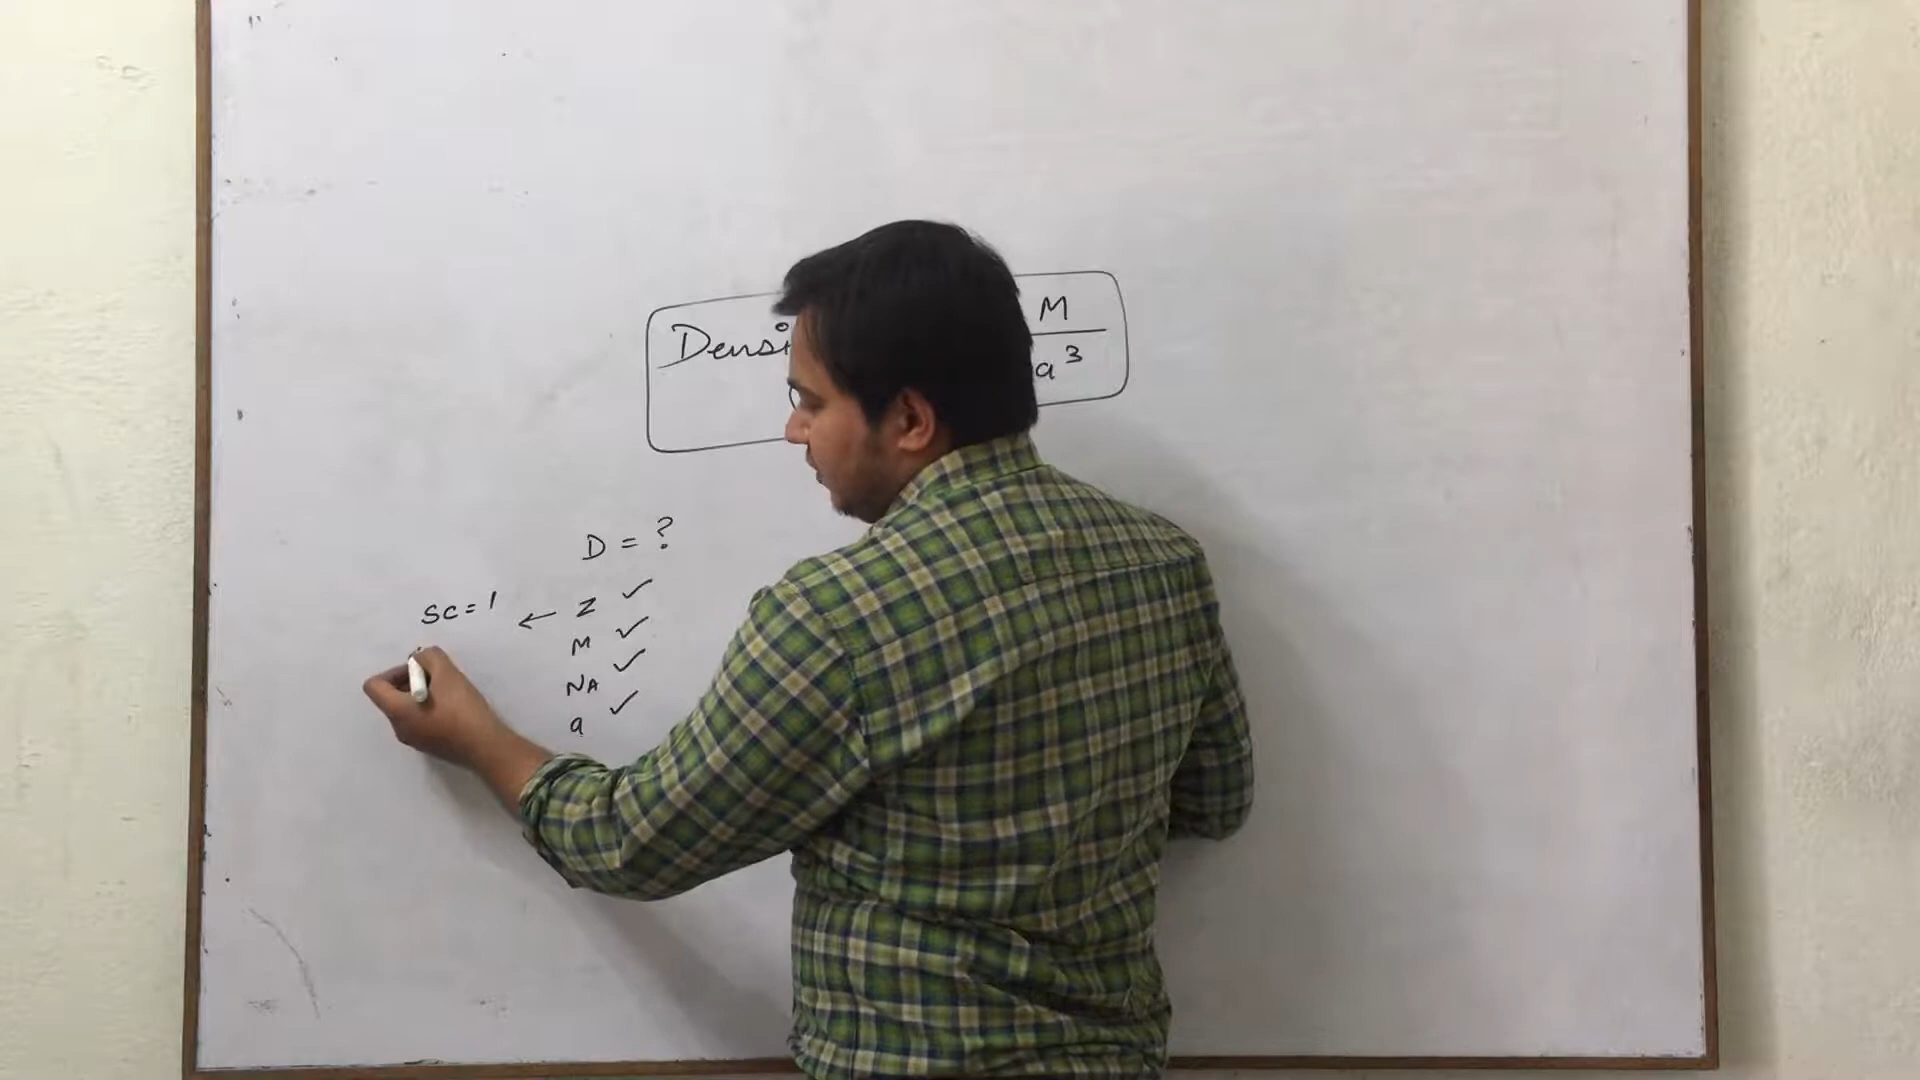 Densi M
a³
D = ?
SC = 1 ← Z ✓
M ✓
NA ✓
a ✓